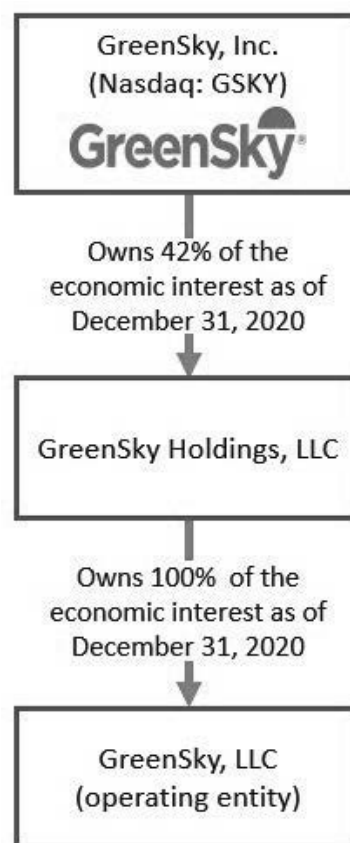 GreenSky, Inc.
(Nasdaq: GSKY)
GreenSky®
Owns 42% of the
economic interest as of
December 31, 2020
GreenSky Holdings, LLC
Owns 100% of the
economic interest as of
December 31, 2020
GreenSky, LLC
(operating entity)